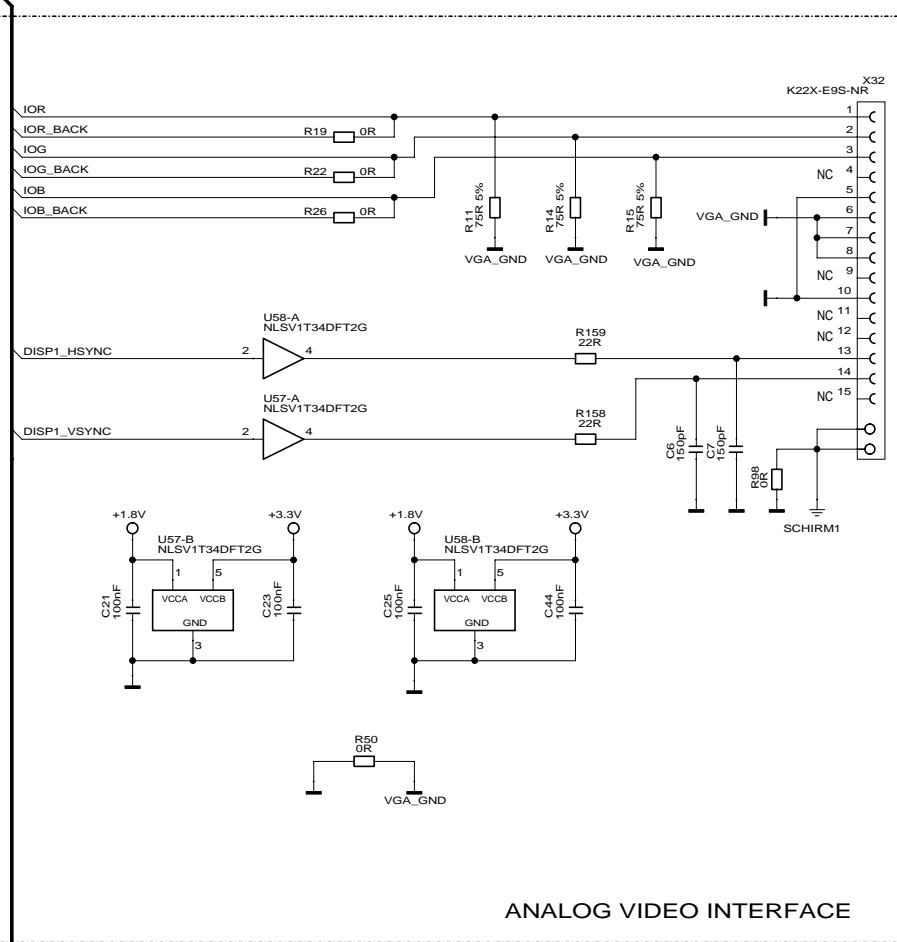 X32
K22X-E9S-NR
IOR
IOR_BACK
R19 0R
IOG
IOG_BACK
R22 0R
IOB
IOB_BACK
R26 0R
R11
75R 5%
VGA_GND
R14
75R 5%
VGA_GND
R15
75R 5%
VGA_GND
1
2
3
NC 4
5
VGA_GND 6
7
8
NC 9
10
NC 11
NC 12
13
14
NC 15
DISP1_HSYNC
U58-A
NLSV1T34DFT2G
2 4
R159
22R
DISP1_VSYNC
U57-A
NLSV1T34DFT2G
2 4
R158
22R
C6
150pF
C7
150pF
R98
0R
SCHIRM1
+1.8V
+3.3V
U57-B
NLSV1T34DFT2G
1 5
VCCA VCCB
GND
3
C21
100nF
C23
100nF
+1.8V
+3.3V
U58-B
NLSV1T34DFT2G
1 5
VCCA VCCB
GND
3
C25
100nF
C44
100nF
R50
0R
VGA_GND
ANALOG VIDEO INTERFACE